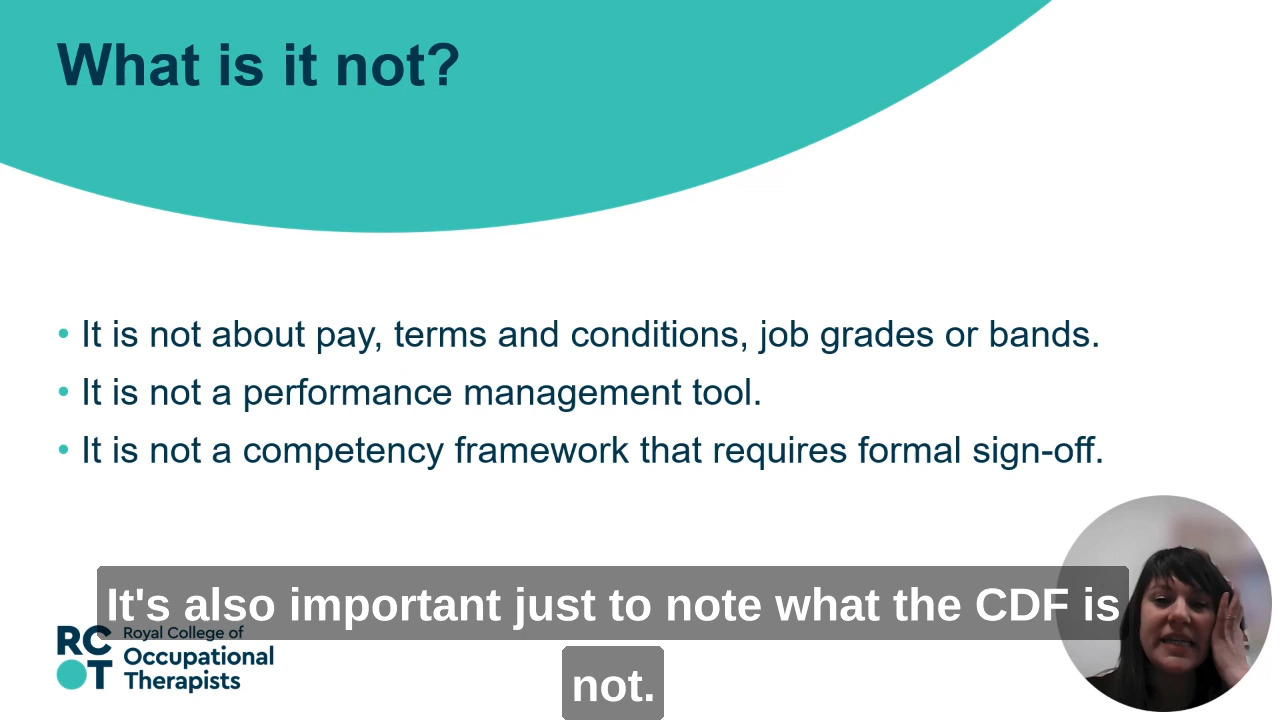 What is it not?
• It is not about pay, terms and conditions, job grades or bands.
• It is not a performance management tool.
• It is not a competency framework that requires formal sign-off.
It's also important just to note what the CDF is
not.
RC
OT
Royal College of
Occupational
Therapists